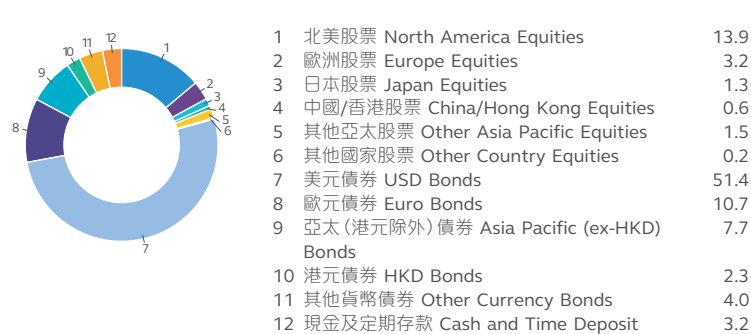 1 北美股票 North America Equities 13.9
2 歐洲股票 Europe Equities 3.2
3 日本股票 Japan Equities 1.3
4 中國/香港股票 China/Hong Kong Equities 0.6
5 其他亞太股票 Other Asia Pacific Equities 1.5
6 其他國家股票 Other Country Equities 0.2
7 美元債券 USD Bonds 51.4
8 歐元債券 Euro Bonds 10.7
9 亞太（港元除外）債券 Asia Pacific (ex-HKD) 7.7
Bonds
10 港元債券 HKD Bonds 2.3
11 其他貨幣債券 Other Currency Bonds 4.0
12 現金及定期存款 Cash and Time Deposit 3.2
1
2
3
4
5
6
7
8
9
10
11
12